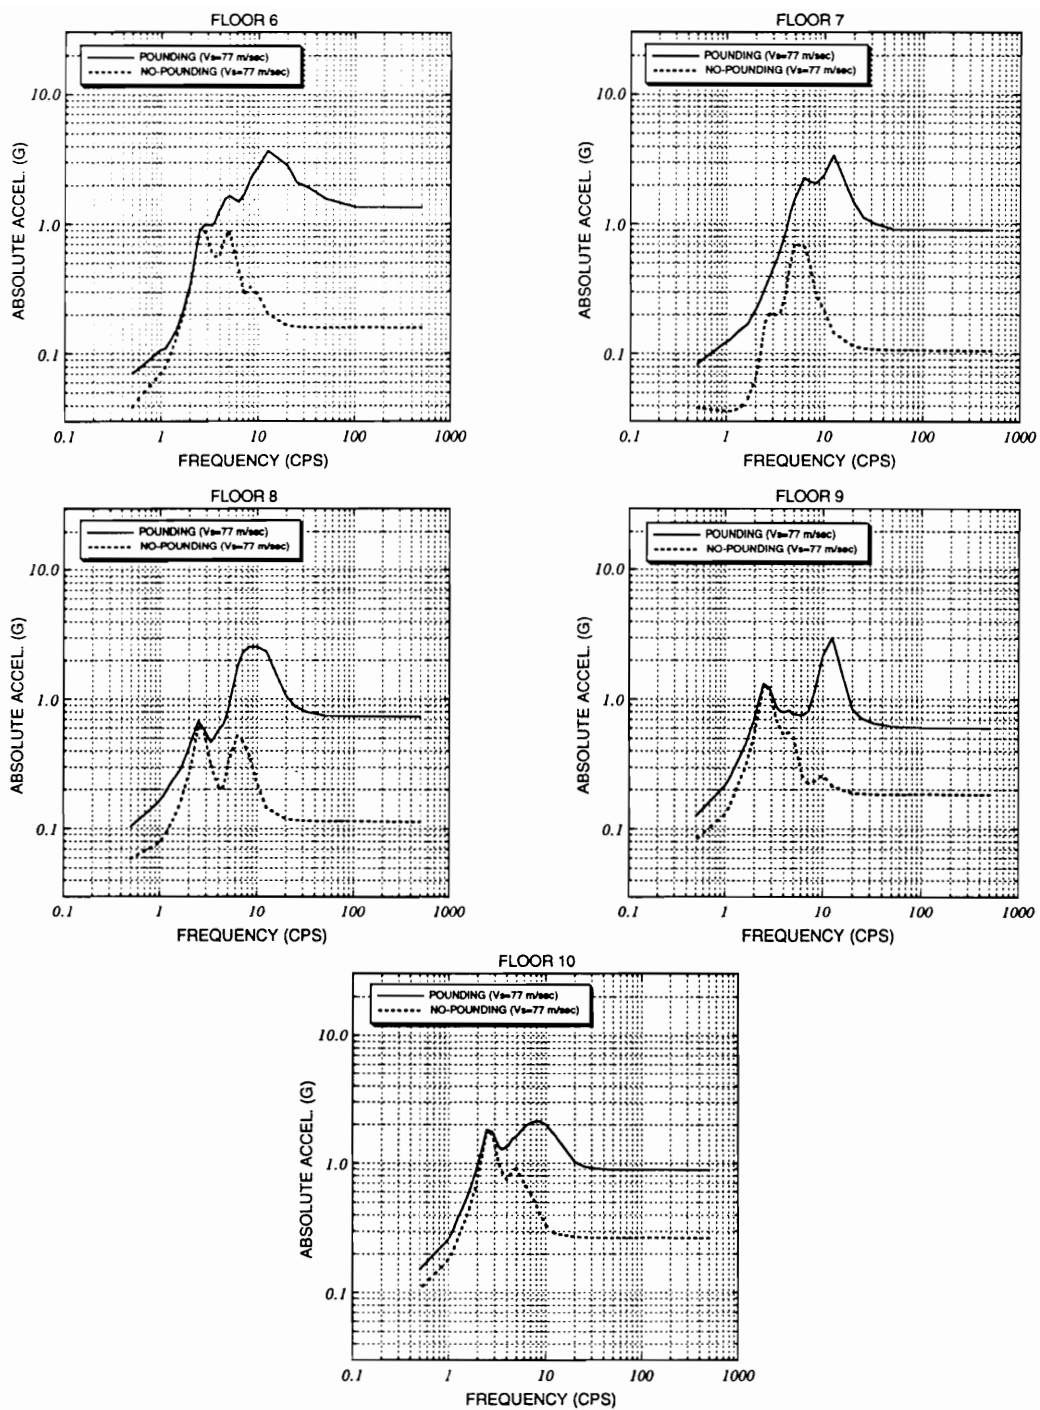 FLOOR 6
POUNDING (Vs=77 m/sec)
NO-POUNDING (Vs=77 m/sec)
10.0
1.0
0.1
ABSOLUTE ACCEL. (G)
0.1 1 10 100 1000
FREQUENCY (CPS)
FLOOR 7
POUNDING (Vs=77 m/sec)
NO-POUNDING (Vs=77 m/sec)
10.0
1.0
0.1
ABSOLUTE ACCEL. (G)
0.1 1 10 100 1000
FREQUENCY (CPS)
FLOOR 8
POUNDING (Vs=77 m/sec)
NO-POUNDING (Vs=77 m/sec)
10.0
1.0
0.1
ABSOLUTE ACCEL. (G)
0.1 1 10 100 1000
FREQUENCY (CPS)
FLOOR 9
POUNDING (Vs=77 m/sec)
NO-POUNDING (Vs=77 m/sec)
10.0
1.0
0.1
ABSOLUTE ACCEL. (G)
0.1 1 10 100 1000
FREQUENCY (CPS)
FLOOR 10
POUNDING (Vs=77 m/sec)
NO-POUNDING (Vs=77 m/sec)
10.0
1.0
0.1
ABSOLUTE ACCEL. (G)
0.1 1 10 100 1000
FREQUENCY (CPS)